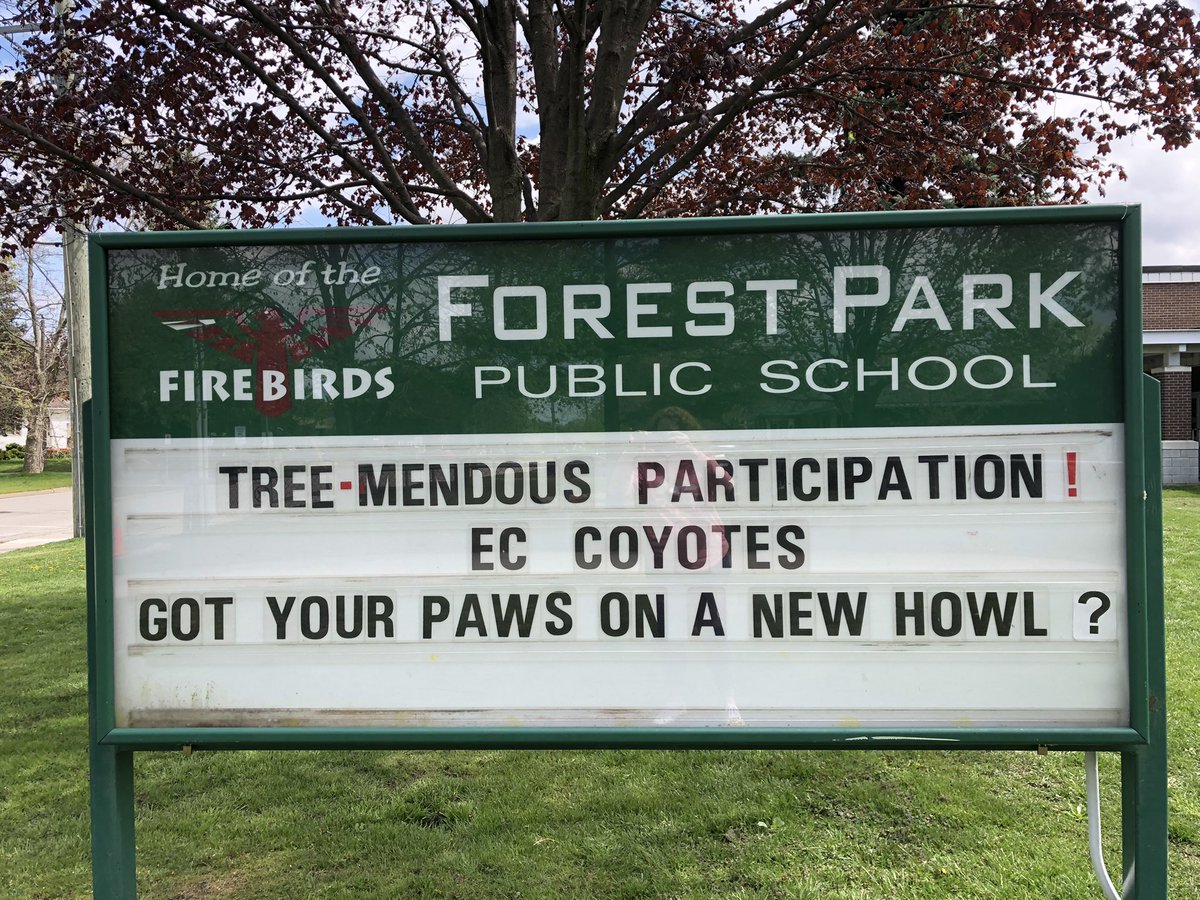 Home of the
FIREBIRDS
FOREST PARK
PUBLIC SCHOOL
TREE-MENDOUS PARTICIPATION !
EC COYOTES
GOT YOUR PAWS ON A NEW HOWL ?